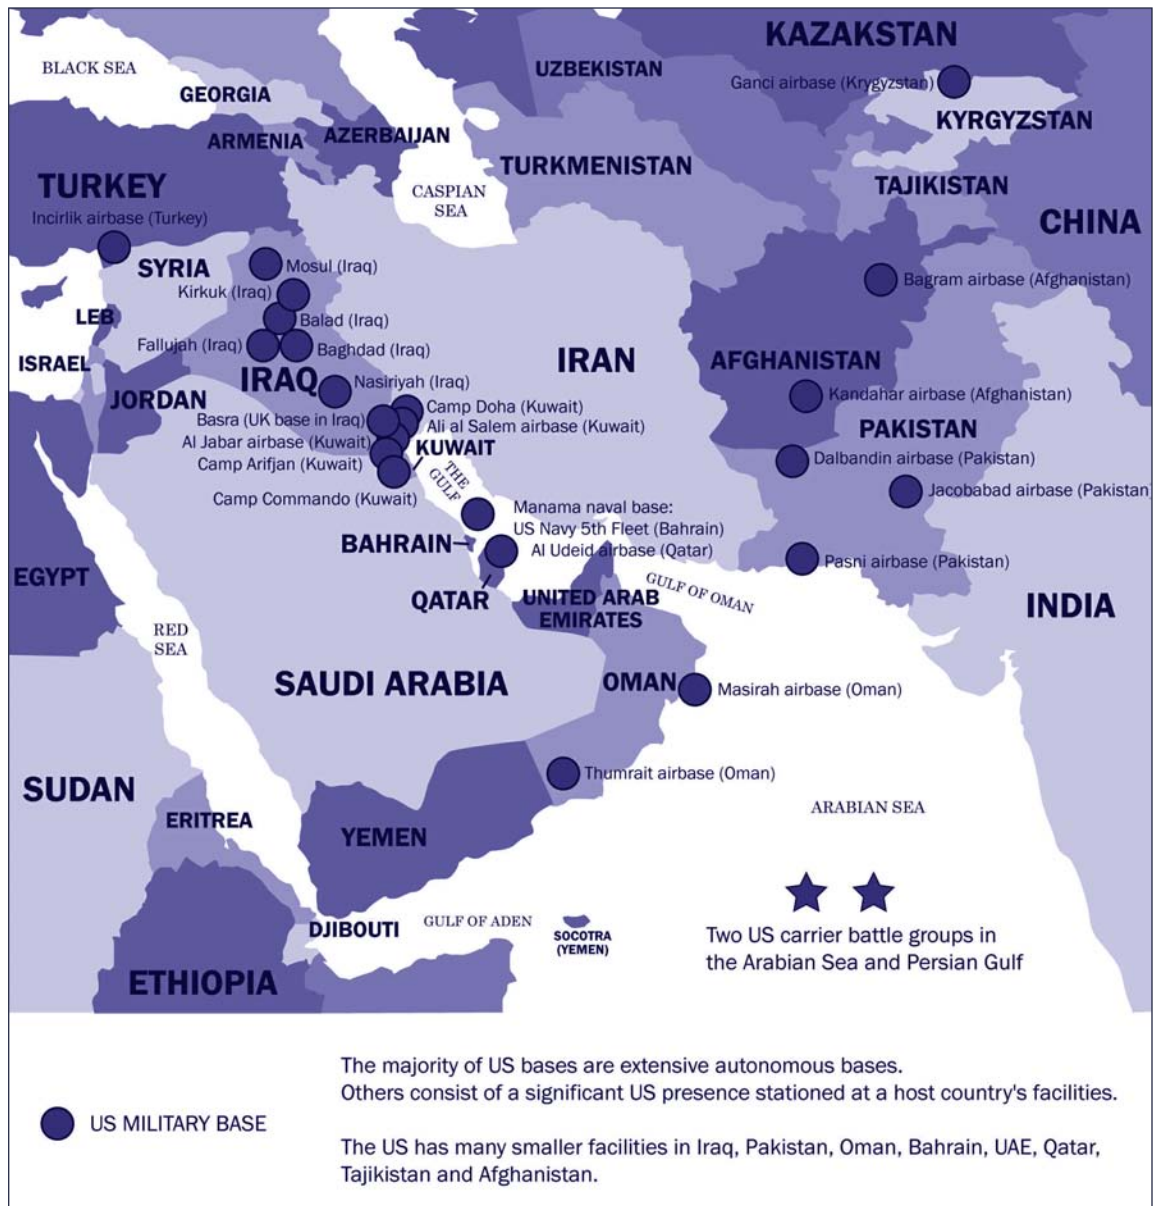 KAZAKSTAN
BLACK SEA
UZBEKISTAN
Ganci airbase (Krygyzstan)
GEORGIA
KYRGYZSTAN
ARMENIA
AZERBAIJAN
TURKMENISTAN
TURKEY
CASPIAN
SEA
TAJIKISTAN
Incirlik airbase (Turkey)
CHINA
SYRIA
Mosul (Iraq)
Bagram airbase (Afghanistan)
Kirkuk (Iraq)
LEB
Balad (Iraq)
Fallujah (Iraq)
Baghdad (Iraq)
ISRAEL
IRAN
AFGHANISTAN
IRAQ
Nasiriyah (Iraq)
JORDAN
Kandahar airbase (Afghanistan)
Camp Doha (Kuwait)
Basra (UK base in Iraq)
Ali al Salem airbase (Kuwait)
PAKISTAN
Al Jabar airbase (Kuwait)
KUWAIT
Camp Arifjan (Kuwait)
Dalbandin airbase (Pakistan)
THE
GULF
Camp Commando (Kuwait)
Jacobabad airbase (Pakistan)
Manama naval base:
US Navy 5th Fleet (Bahrain)
BAHRAIN
Al Udeid airbase (Qatar)
Pasni airbase (Pakistan)
EGYPT
GULF OF OMAN
QATAR
UNITED ARAB
EMIRATES
INDIA
RED
SEA
SAUDI ARABIA
OMAN
Masirah airbase (Oman)
Thumrait airbase (Oman)
SUDAN
ARABIAN SEA
ERITREA
YEMEN
DJIBOUTI
GULF OF ADEN
SOCOTRA
(YEMEN)
Two US carrier battle groups in
the Arabian Sea and Persian Gulf
ETHIOPIA
The majority of US bases are extensive autonomous bases.
Others consist of a significant US presence stationed at a host country's facilities.
US MILITARY BASE
The US has many smaller facilities in Iraq, Pakistan, Oman, Bahrain, UAE, Qatar,
Tajikistan and Afghanistan.